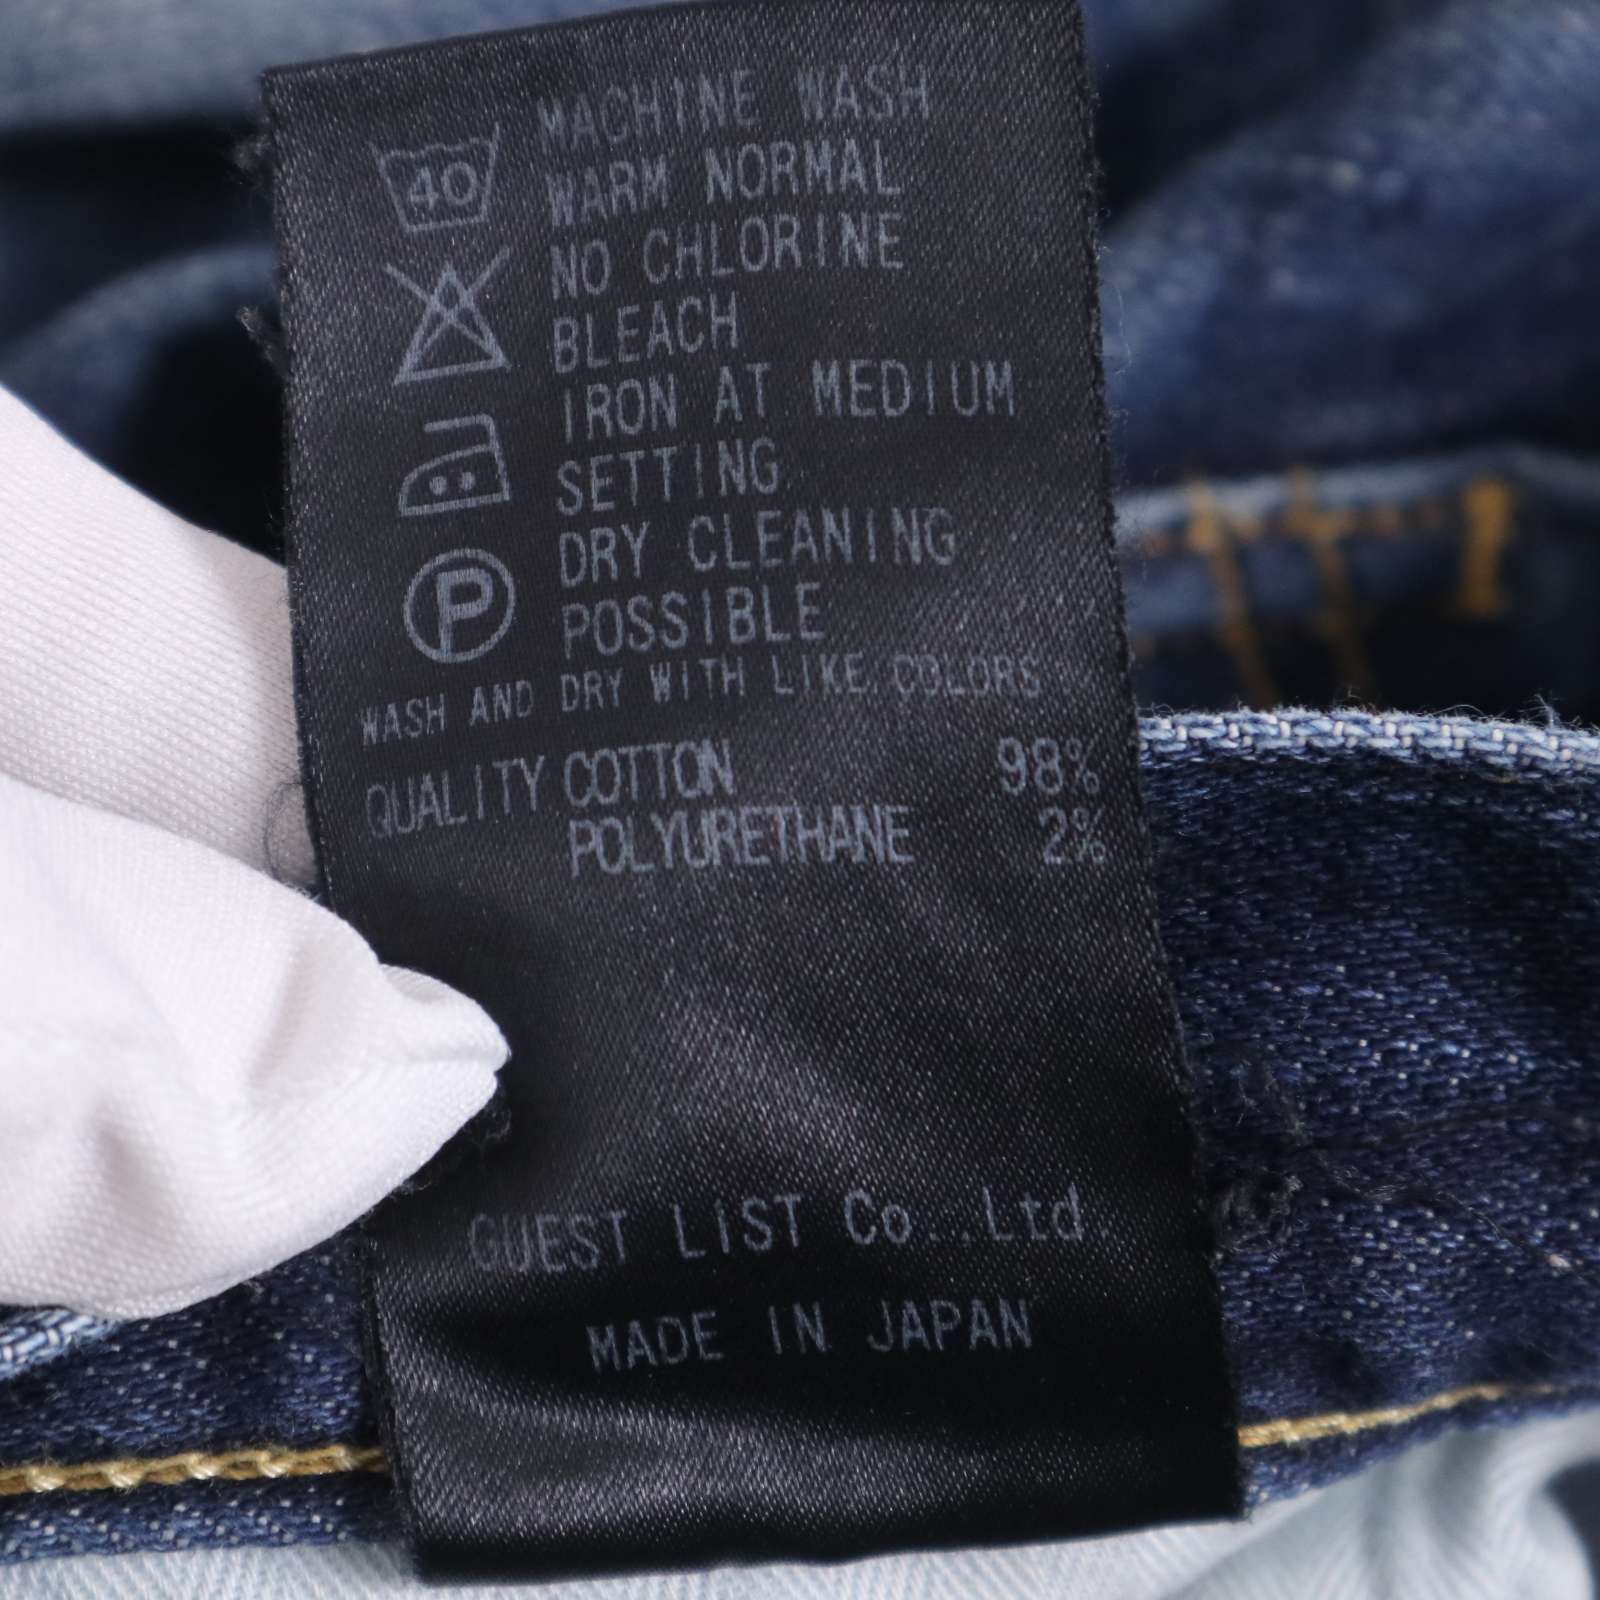 40 MACHINE WASH
WARM NORMAL
NO CHLORINE
BLEACH
IRON AT MEDIUM
SETTING
P DRY CLEANING
POSSIBLE
WASH AND DRY WITH LIKE COLORS
QUALITY COTTON 98%
POLYURETHANE 2%
GUEST LIST Co.,Ltd
MADE IN JAPAN